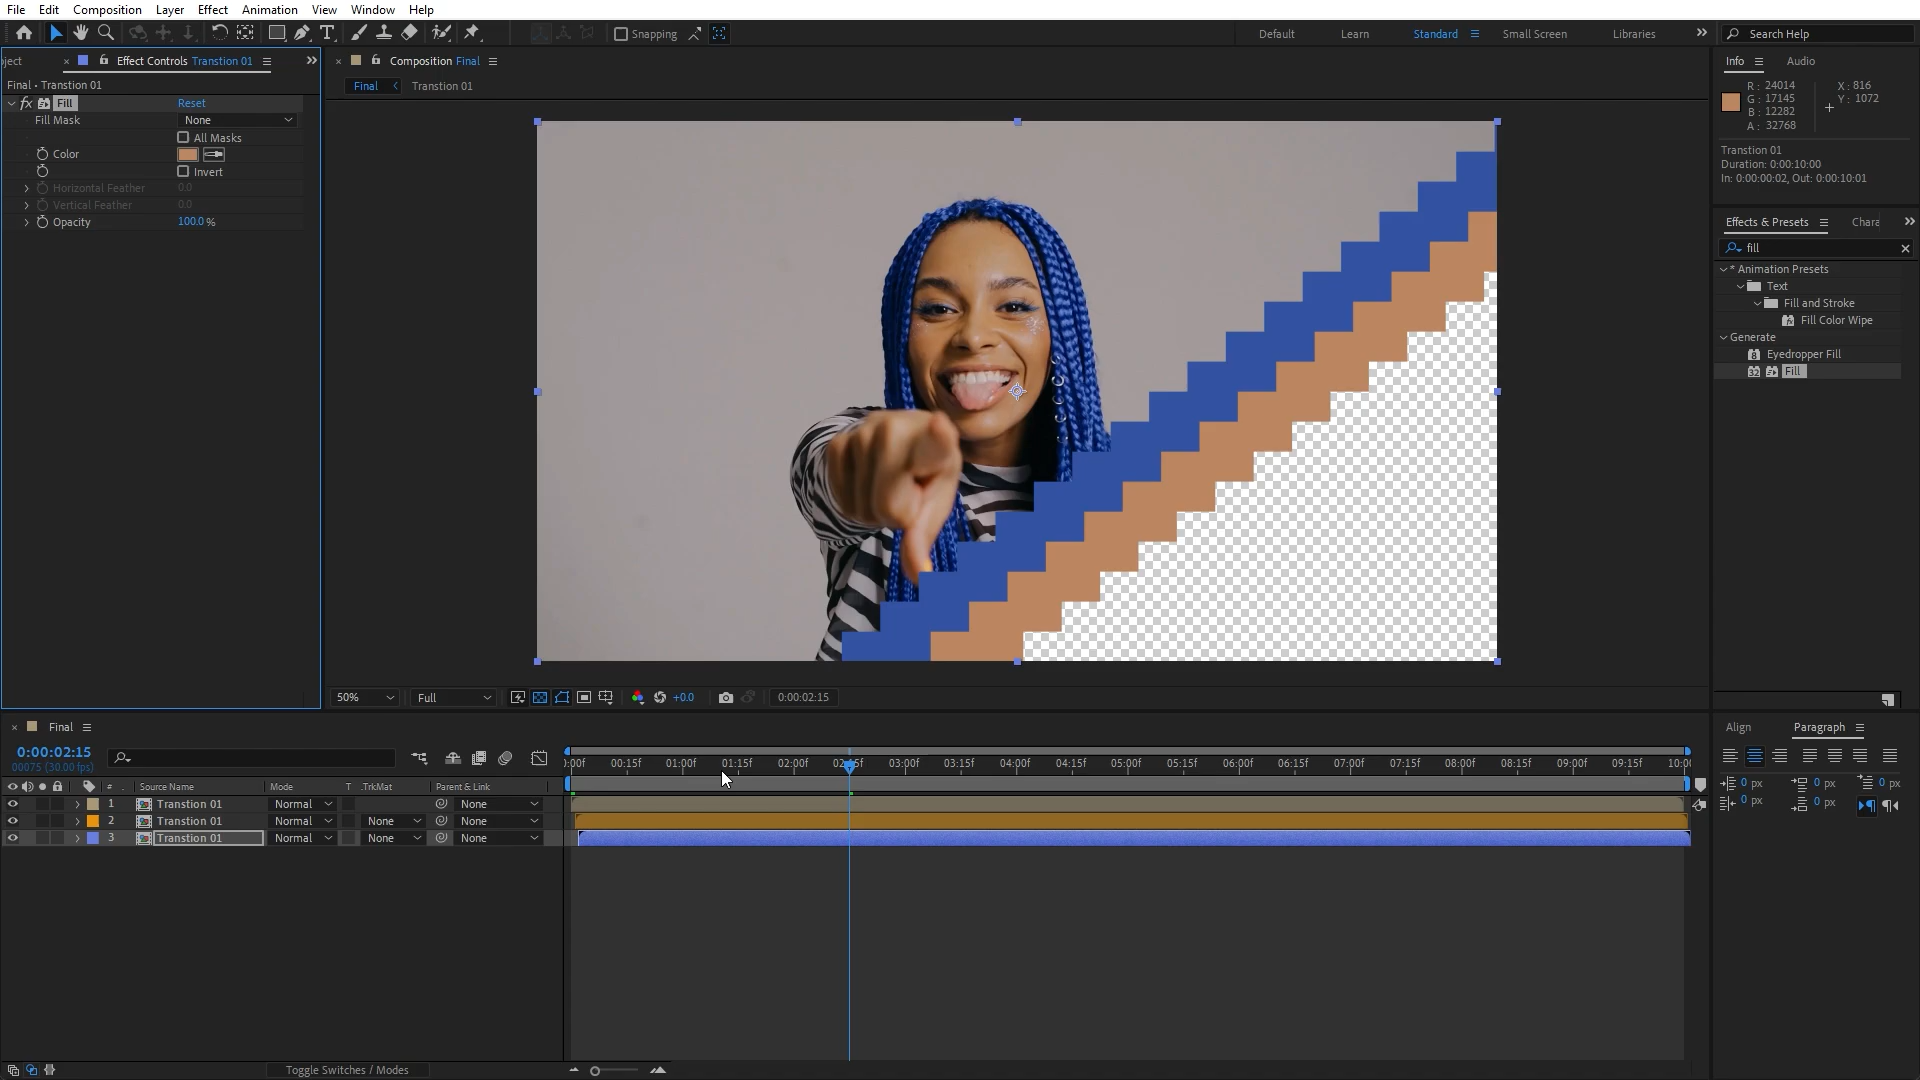 File Edit Composition Layer Effect Animation View Window Help
Snapping
Default Learn Standard Small Screen Libraries
Search Help
ject
Effect Controls Transtion 01
Final • Transtion 01
fx Fill Reset
Fill Mask None
All Masks
Color
Invert
Horizontal Feather 0.0
Vertical Feather 0.0
Opacity 100.0 %
Composition Final
Final Transtion 01
50% Full +0.0 0:00:02:15
Info Audio
R : 24014 X : 816
G : 17145 Y : 1072
B : 12282
A : 32768
Transtion 01
Duration: 0:00:10:00
In: 0:00:00:02, Out: 0:00:10:01
Effects & Presets Chara
fill
* Animation Presets
Text
Fill and Stroke
Fill Color Wipe
Generate
Eyedropper Fill
Fill
Final
0:00:02:15
00075 (30.00 fps)
# Source Name Mode T .TrkMat Parent & Link
1 Transtion 01 Normal None
2 Transtion 01 Normal None None
3 Transtion 01 Normal None None
:00f 00:15f 01:00f 01:15f 02:00f 03:00f 03:15f 04:00f 04:15f 05:00f 05:15f 06:00f 06:15f 07:00f 07:15f 08:00f 08:15f 09:00f 09:15f 10:00
Toggle Switches / Modes
Align Paragraph
0 px 0 px 0 px
0 px 0 px